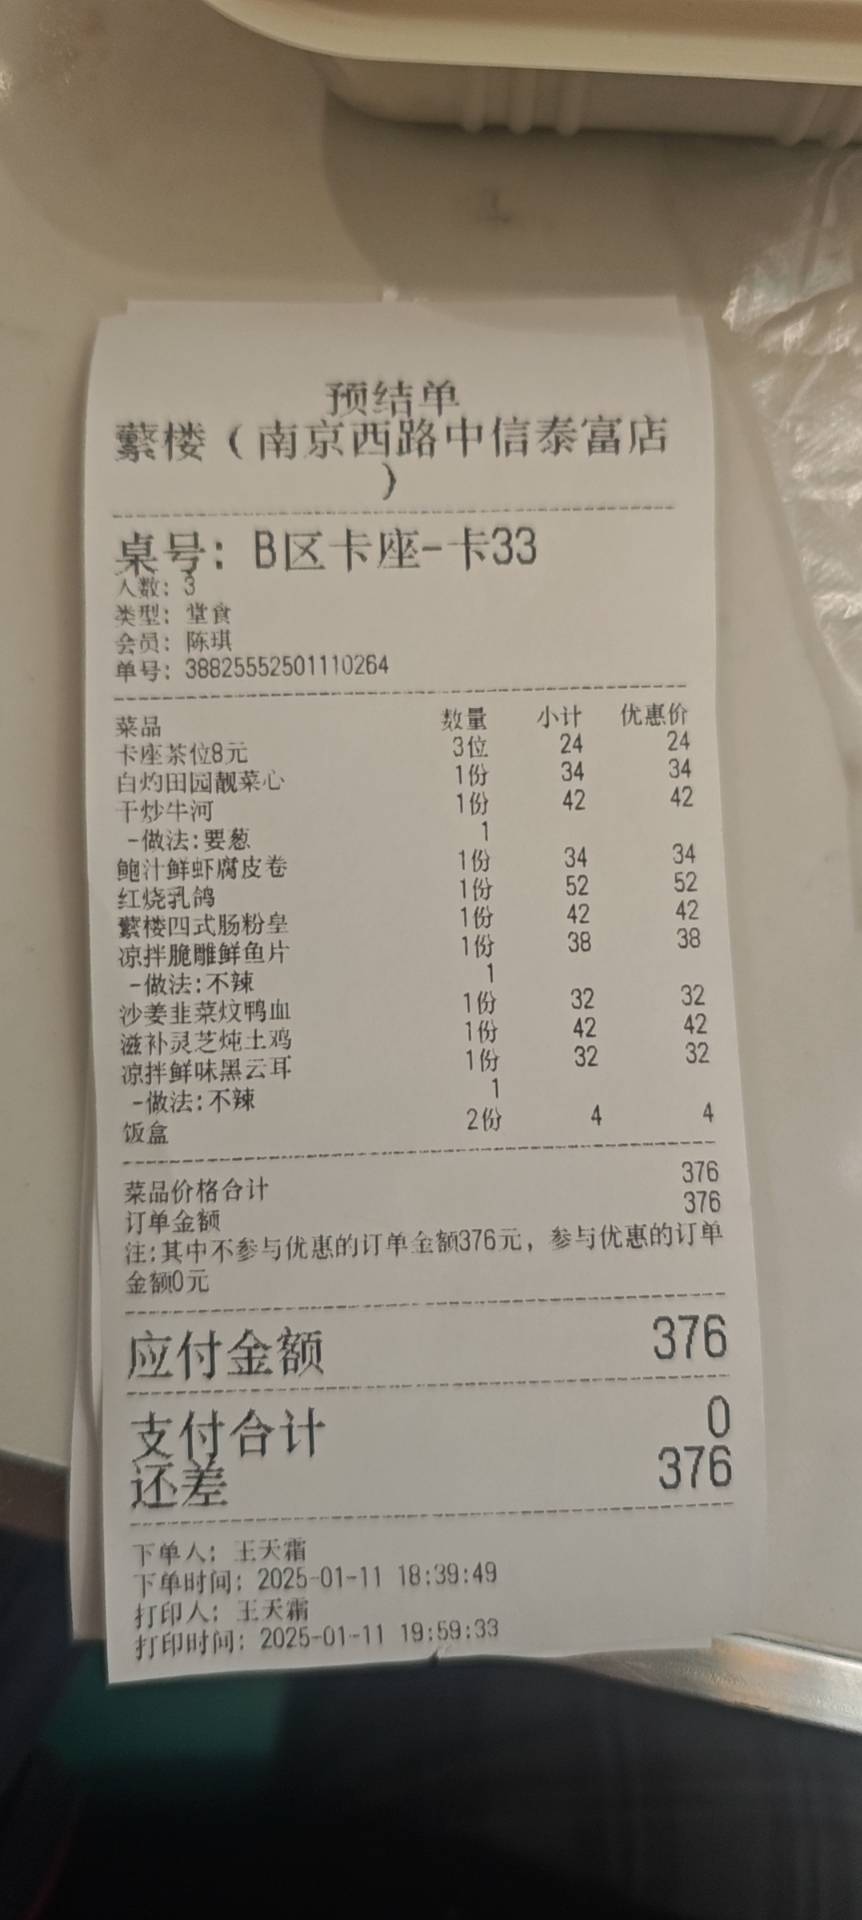 预结单
蘩楼（南京西路中信泰富店
）
桌号：B区卡座-卡33
人数：3
类型：堂食
会员：陈琪
单号：38825552501110264
菜品 数量 小计 优惠价
卡座茶位8元 3位 24 24
白灼田园靓菜心 1份 34 34
干炒牛河 1份 42 42
-做法:要葱 1
鲍汁鲜虾腐皮卷 1份 34 34
红烧乳鸽 1份 52 52
蘩楼四式肠粉皇 1份 42 42
凉拌脆雕鲜鱼片 1份 38 38
-做法:不辣 1
沙姜韭菜炆鸭血 1份 32 32
滋补灵芝炖土鸡 1份 42 42
凉拌鲜味黑云耳 1份 32 32
-做法:不辣 1
饭盒 2份 4 4
菜品价格合计 376
订单金额 376
注:其中不参与优惠的订单金额376元，参与优惠的订单
金额0元
应付金额 376
支付合计 0
还差 376
下单人：王天霜
下单时间：2025-01-11 18:39:49
打印人：王天霜
打印时间：2025-01-11 19:59:33